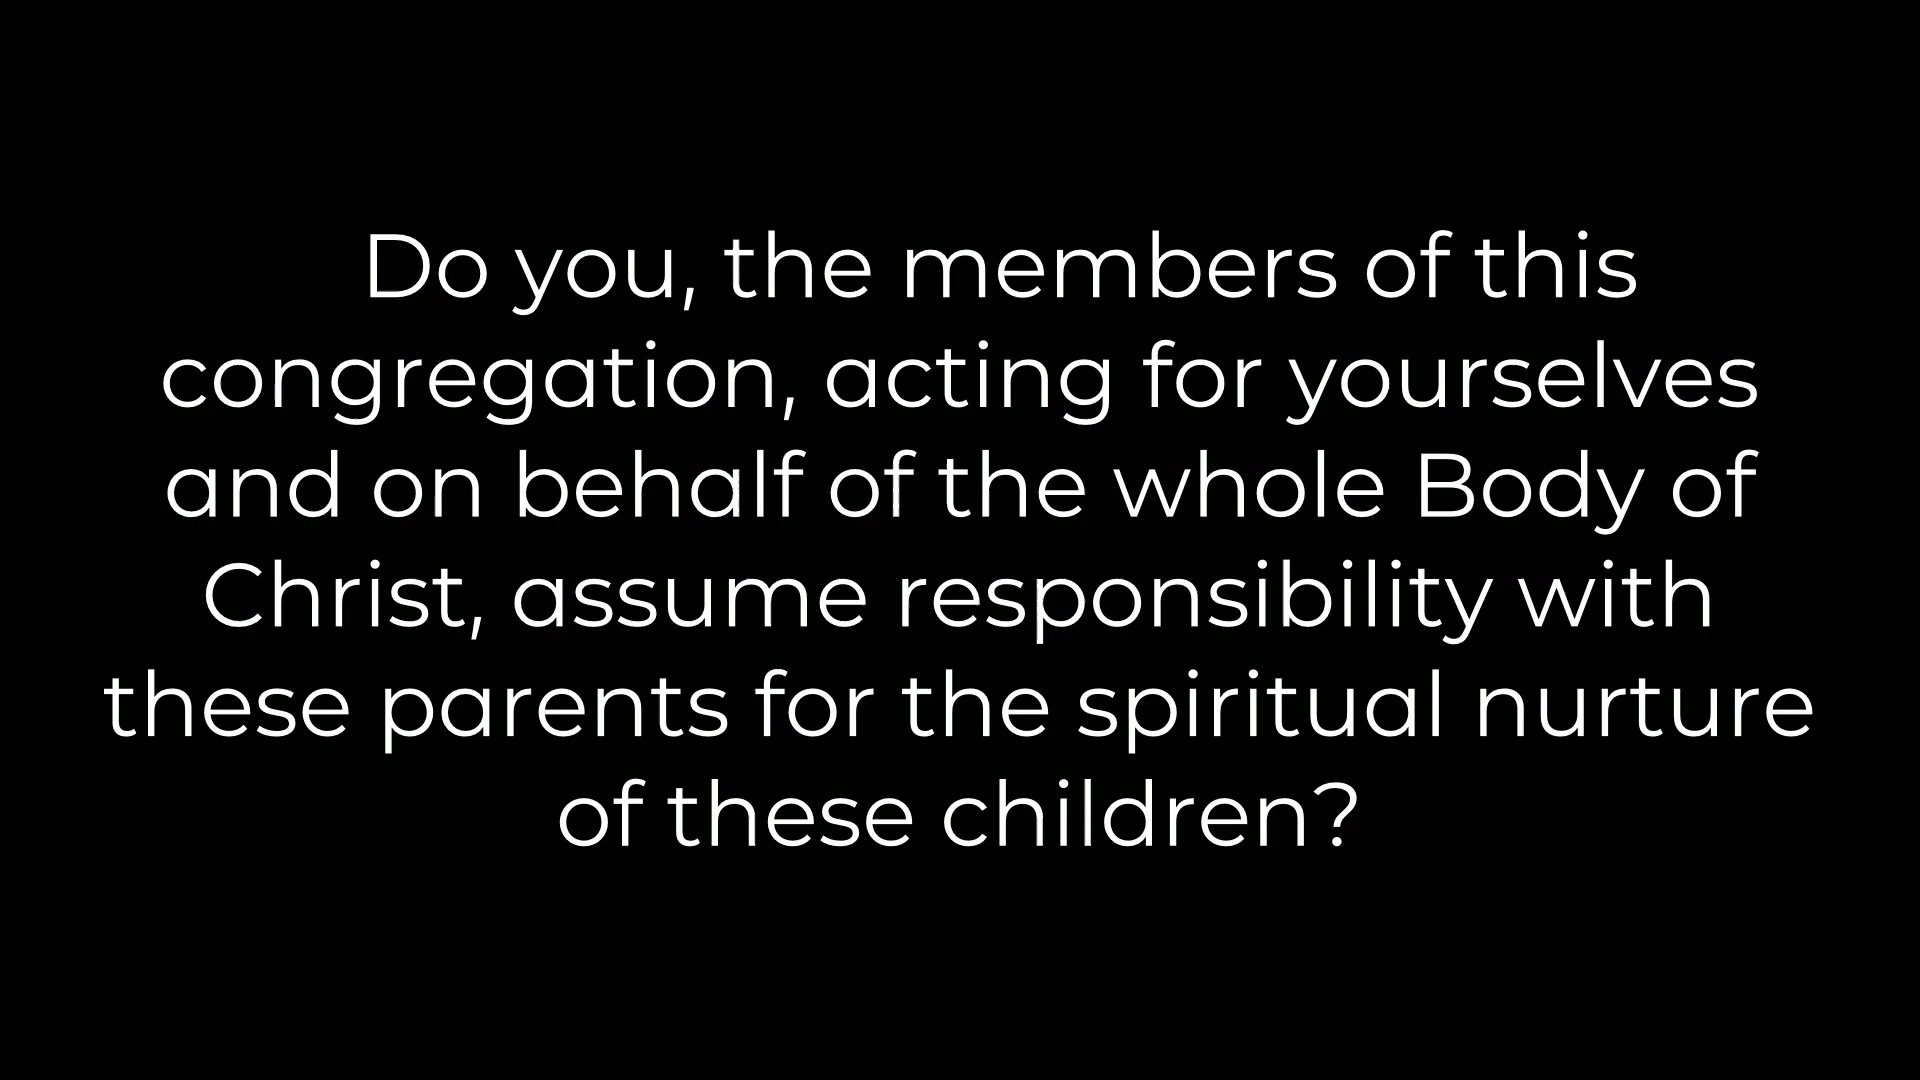 Do you, the members of this
congregation, acting for yourselves
and on behalf of the whole Body of
Christ, assume responsibility with
these parents for the spiritual nurture
of these children?